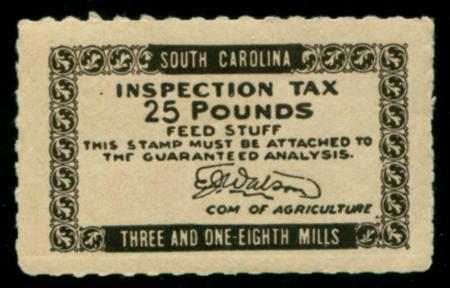 SOUTH CAROLINA
INSPECTION TAX
25 POUNDS
FEED STUFF
THIS STAMP MUST BE ATTACHED TO
THE GUARANTEED ANALYSIS.
E J Watson
COM OF AGRICULTURE
THREE AND ONE-EIGHTH MILLS